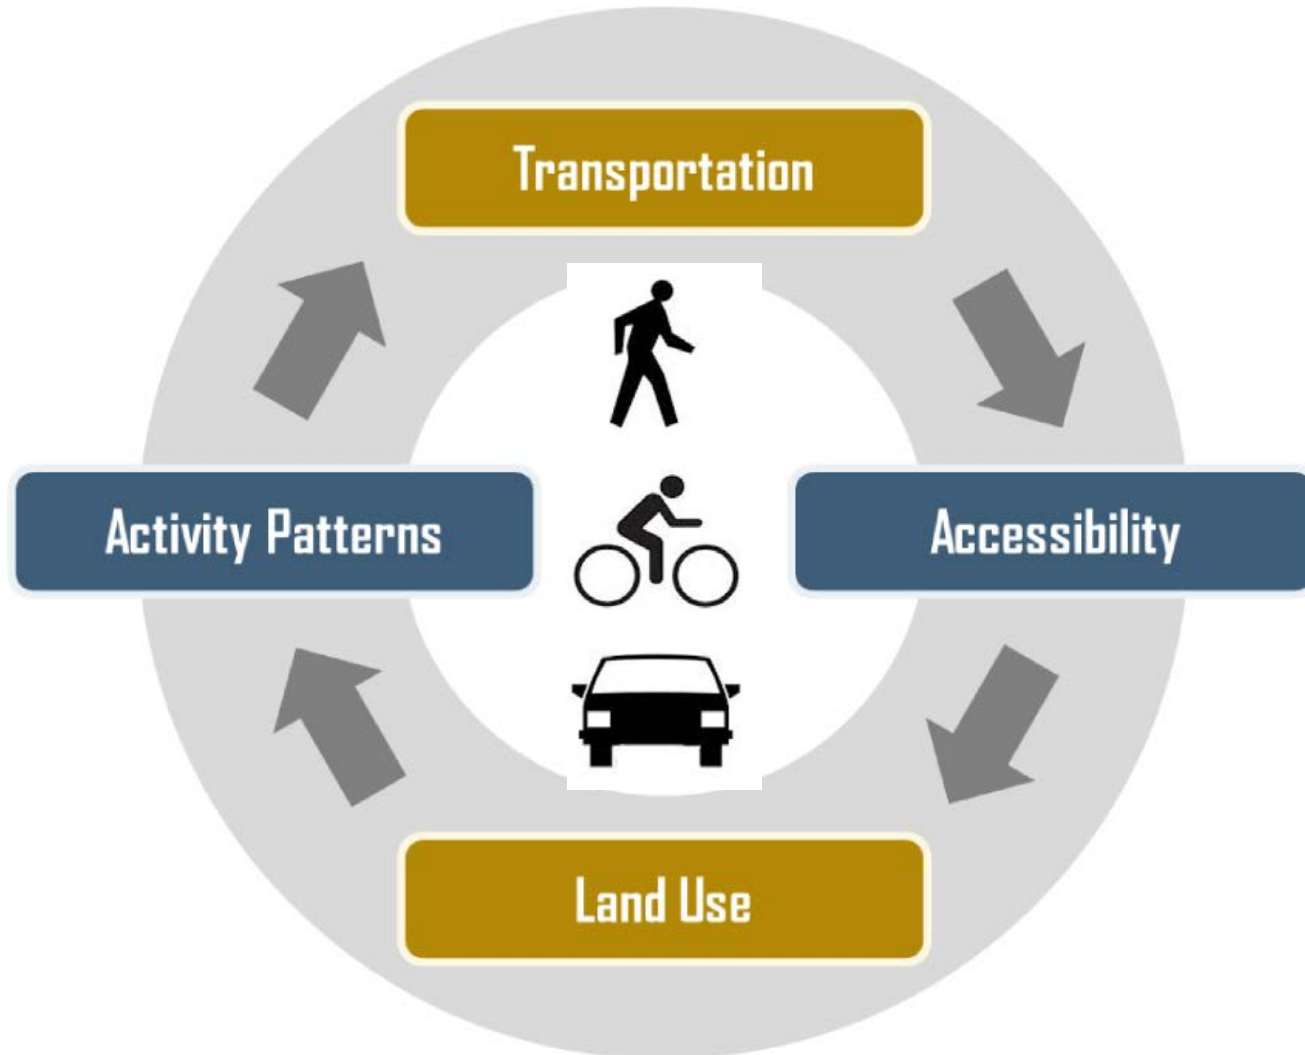 Transportation
Activity Patterns
Accessibility
Land Use